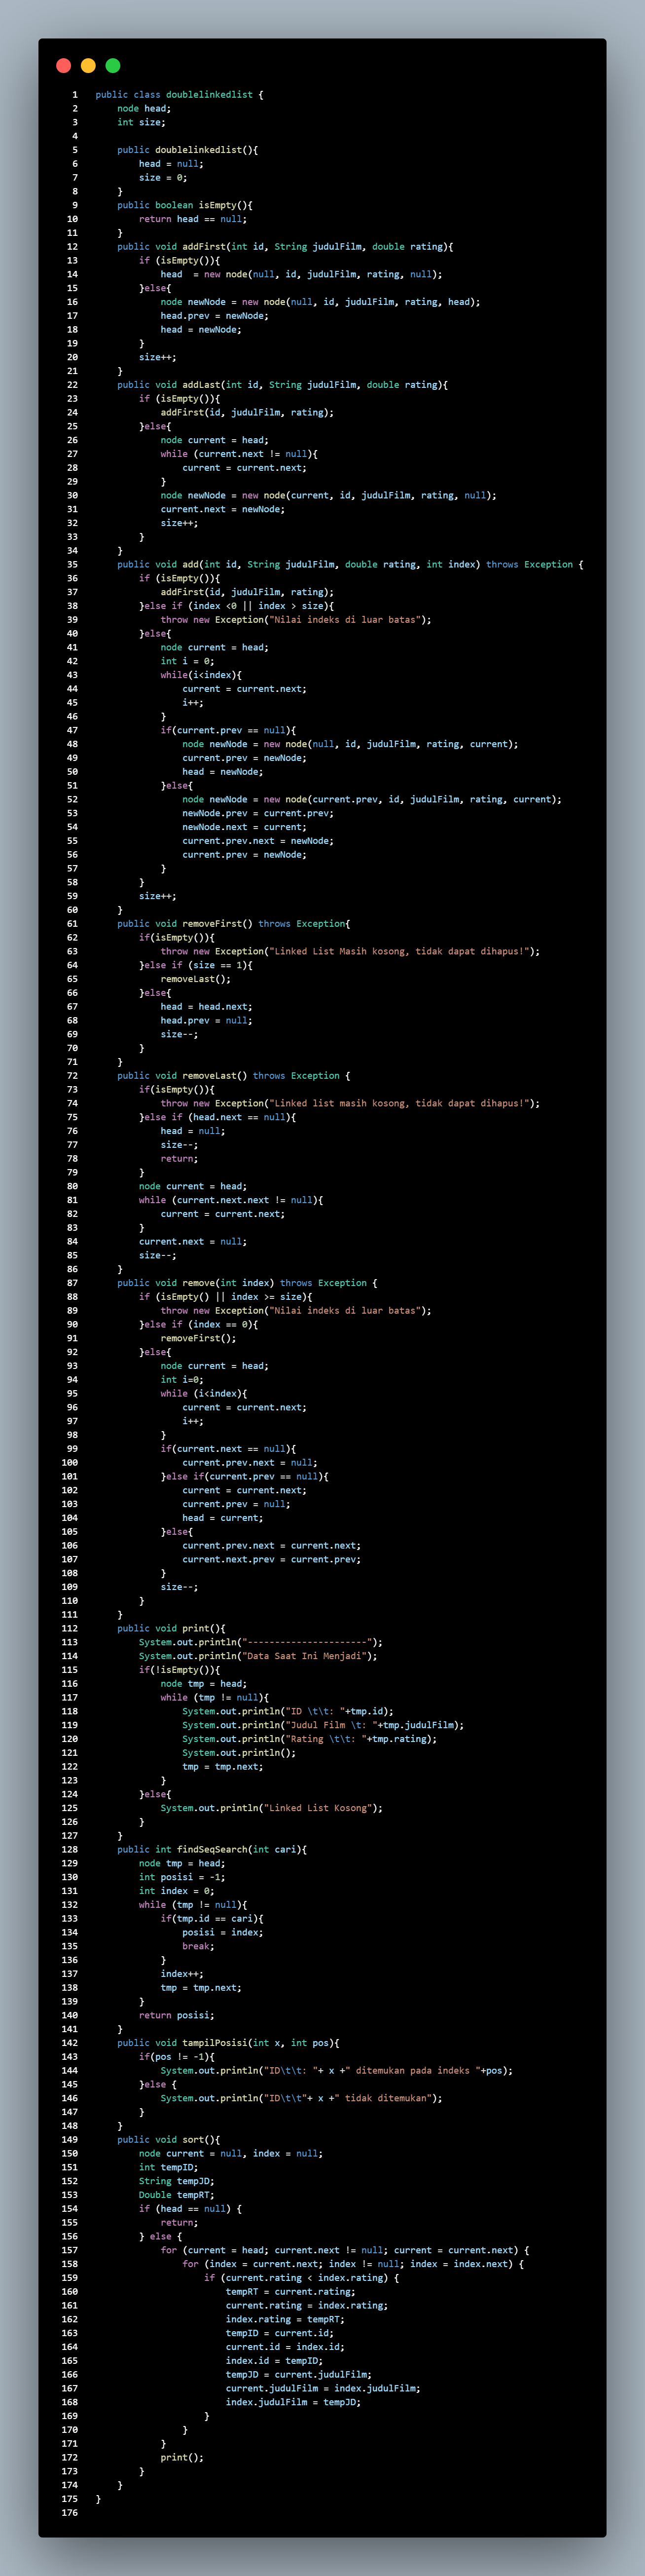 1 public class doublelinkedlist {
2     node head;
3     int size;
4
5     public doublelinkedlist(){
6         head = null;
7         size = 0;
8     }
9     public boolean isEmpty(){
10         return head == null;
11     }
12     public void addFirst(int id, String judulFilm, double rating){
13         if (isEmpty()){
14             head  = new node(null, id, judulFilm, rating, null);
15         }else{
16             node newNode = new node(null, id, judulFilm, rating, head);
17             head.prev = newNode;
18             head = newNode;
19         }
20         size++;
21     }
22     public void addLast(int id, String judulFilm, double rating){
23         if (isEmpty()){
24             addFirst(id, judulFilm, rating);
25         }else{
26             node current = head;
27             while (current.next != null){
28                 current = current.next;
29             }
30             node newNode = new node(current, id, judulFilm, rating, null);
31             current.next = newNode;
32             size++;
33         }
34     }
35     public void add(int id, String judulFilm, double rating, int index) throws Exception {
36         if (isEmpty()){
37             addFirst(id, judulFilm, rating);
38         }else if (index <0 || index > size){
39             throw new Exception("Nilai indeks di luar batas");
40         }else{
41             node current = head;
42             int i = 0;
43             while(i<index){
44                 current = current.next;
45                 i++;
46             }
47             if(current.prev == null){
48                 node newNode = new node(null, id, judulFilm, rating, current);
49                 current.prev = newNode;
50                 head = newNode;
51             }else{
52                 node newNode = new node(current.prev, id, judulFilm, rating, current);
53                 newNode.prev = current.prev;
54                 newNode.next = current;
55                 current.prev.next = newNode;
56                 current.prev = newNode;
57             }
58         }
59         size++;
60     }
61     public void removeFirst() throws Exception{
62         if(isEmpty()){
63             throw new Exception("Linked List Masih kosong, tidak dapat dihapus!");
64         }else if (size == 1){
65             removeLast();
66         }else{
67             head = head.next;
68             head.prev = null;
69             size--;
70         }
71     }
72     public void removeLast() throws Exception {
73         if(isEmpty()){
74             throw new Exception("Linked list masih kosong, tidak dapat dihapus!");
75         }else if (head.next == null){
76             head = null;
77             size--;
78             return;
79         }
80         node current = head;
81         while (current.next.next != null){
82             current = current.next;
83         }
84         current.next = null;
85         size--;
86     }
87     public void remove(int index) throws Exception {
88         if (isEmpty() || index >= size){
89             throw new Exception("Nilai indeks di luar batas");
90         }else if (index == 0){
91             removeFirst();
92         }else{
93             node current = head;
94             int i=0;
95             while (i<index){
96                 current = current.next;
97                 i++;
98             }
99             if(current.next == null){
100                 current.prev.next = null;
101             }else if(current.prev == null){
102                 current = current.next;
103                 current.prev = null;
104                 head = current;
105             }else{
106                 current.prev.next = current.next;
107                 current.next.prev = current.prev;
108             }
109             size--;
110         }
111     }
112     public void print(){
113         System.out.println("----------------------");
114         System.out.println("Data Saat Ini Menjadi");
115         if(!isEmpty()){
116             node tmp = head;
117             while (tmp != null){
118                 System.out.println("ID \t\t: "+tmp.id);
119                 System.out.println("Judul Film \t: "+tmp.judulFilm);
120                 System.out.println("Rating \t\t: "+tmp.rating);
121                 System.out.println();
122                 tmp = tmp.next;
123             }
124         }else{
125             System.out.println("Linked List Kosong");
126         }
127     }
128     public int findSeqSearch(int cari){
129         node tmp = head;
130         int posisi = -1;
131         int index = 0;
132         while (tmp != null){
133             if(tmp.id == cari){
134                 posisi = index;
135                 break;
136             }
137             index++;
138             tmp = tmp.next;
139         }
140         return posisi;
141     }
142     public void tampilPosisi(int x, int pos){
143         if(pos != -1){
144             System.out.println("ID\t\t: "+ x +" ditemukan pada indeks "+pos);
145         }else {
146             System.out.println("ID\t\t"+ x +" tidak ditemukan");
147         }
148     }
149     public void sort(){
150         node current = null, index = null;
151         int tempID;
152         String tempJD;
153         Double tempRT;
154         if (head == null) {
155             return;
156         } else {
157             for (current = head; current.next != null; current = current.next) {
158                 for (index = current.next; index != null; index = index.next) {
159                     if (current.rating < index.rating) {
160                         tempRT = current.rating;
161                         current.rating = index.rating;
162                         index.rating = tempRT;
163                         tempID = current.id;
164                         current.id = index.id;
165                         index.id = tempID;
166                         tempJD = current.judulFilm;
167                         current.judulFilm = index.judulFilm;
168                         index.judulFilm = tempJD;
169                     }
170                 }
171             }
172             print();
173         }
174     }
175 }
176